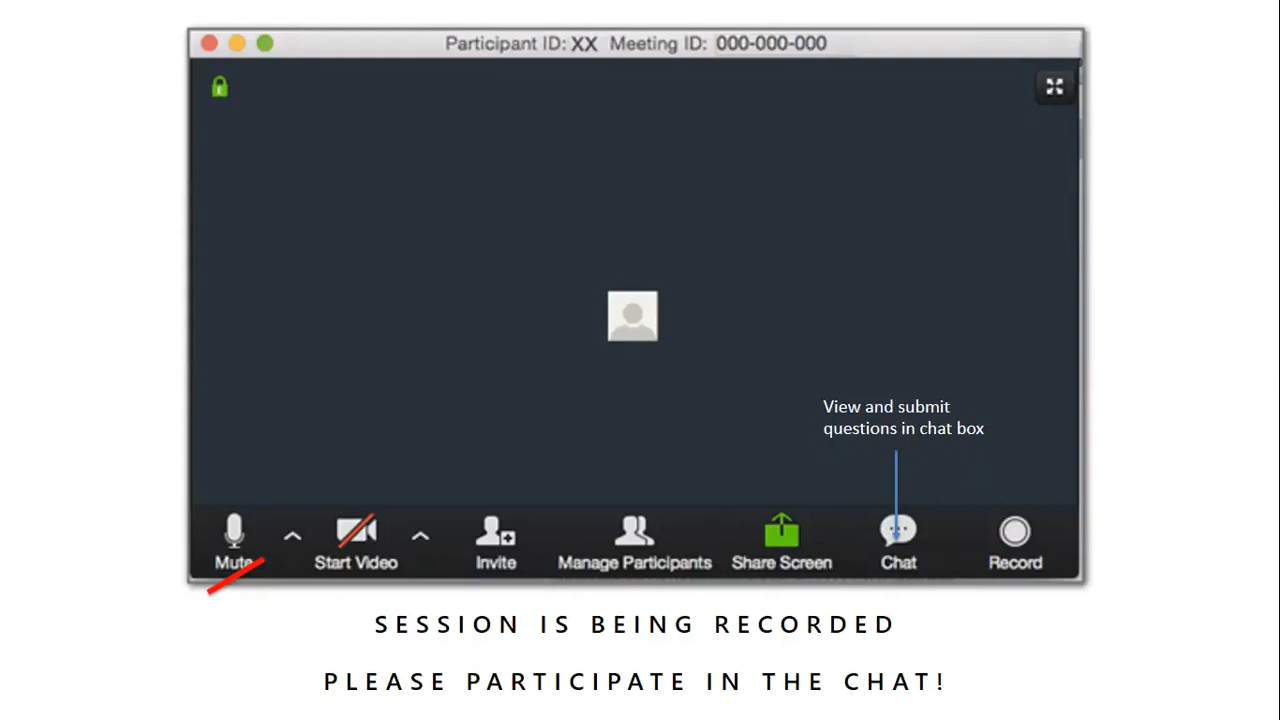 Participant ID: XX Meeting ID: 000-000-000
View and submit
questions in chat box
Mute Start Video Invite Manage Participants Share Screen Chat Record
SESSION IS BEING RECORDED
PLEASE PARTICIPATE IN THE CHAT!